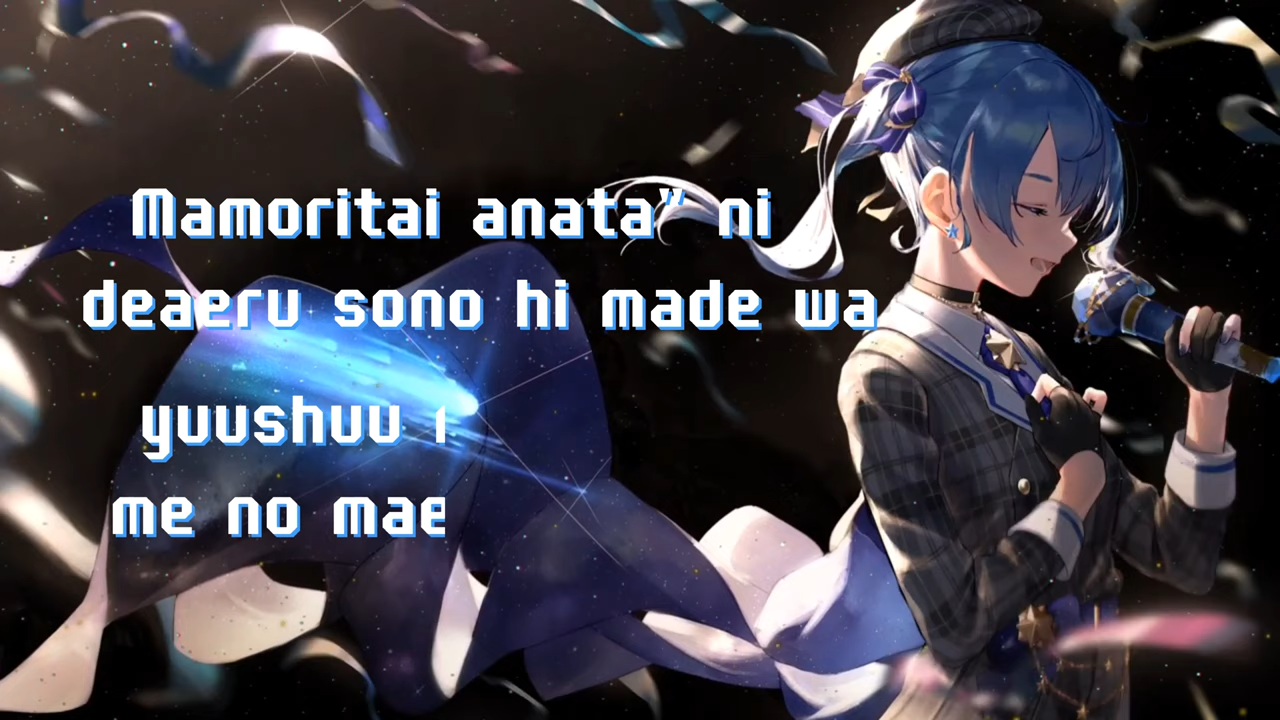 Mamoritai anata” ni
deaeru sono hi made wa
yuushuu
me no mae